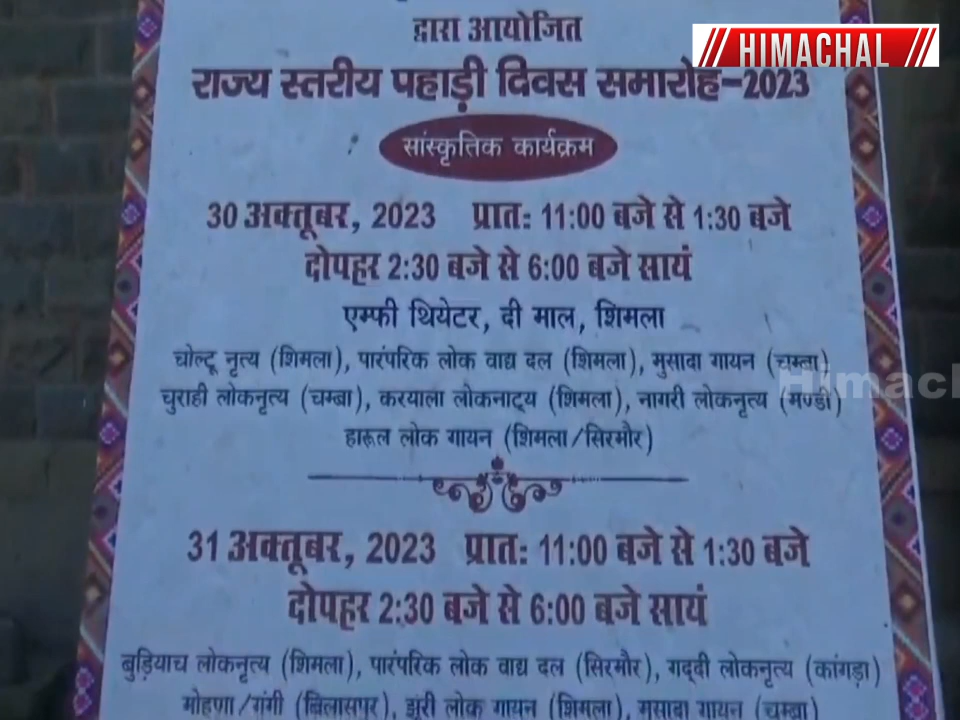 HIMACHAL
द्वारा आयोजित
राज्य स्तरीय पहाड़ी दिवस समारोह-2023
सांस्कृतिक कार्यक्रम
30 अक्तूबर, 2023 प्रातः 11:00 बजे से 1:30 बजे
दोपहर 2:30 बजे से 6:00 बजे सायं
एम्फी थियेटर, दी माल, शिमला
चोल्टू नृत्य (शिमला), पारंपरिक लोक वाद्य दल (शिमला), मुसादा गायन (चम्बा)
Himach
चुराही लोकनृत्य (चम्बा), करयाला लोकनाट्य (शिमला), नागरी लोकनृत्य (मण्डी)
हारूल लोक गायन (शिमला/सिरमौर)
31 अक्तूबर, 2023 प्रातः 11:00 बजे से 1:30 बजे
दोपहर 2:30 बजे से 6:00 बजे सायं
बुड़ियाच लोकनृत्य (शिमला), पारंपरिक लोक वाद्य दल (सिरमौर), गद्दी लोकनृत्य (कांगड़ा)
मोहणा/गंगी (बिलासपुर), झूरी लोक गायन (शिमला), मुसादा गायन (चम्बा)